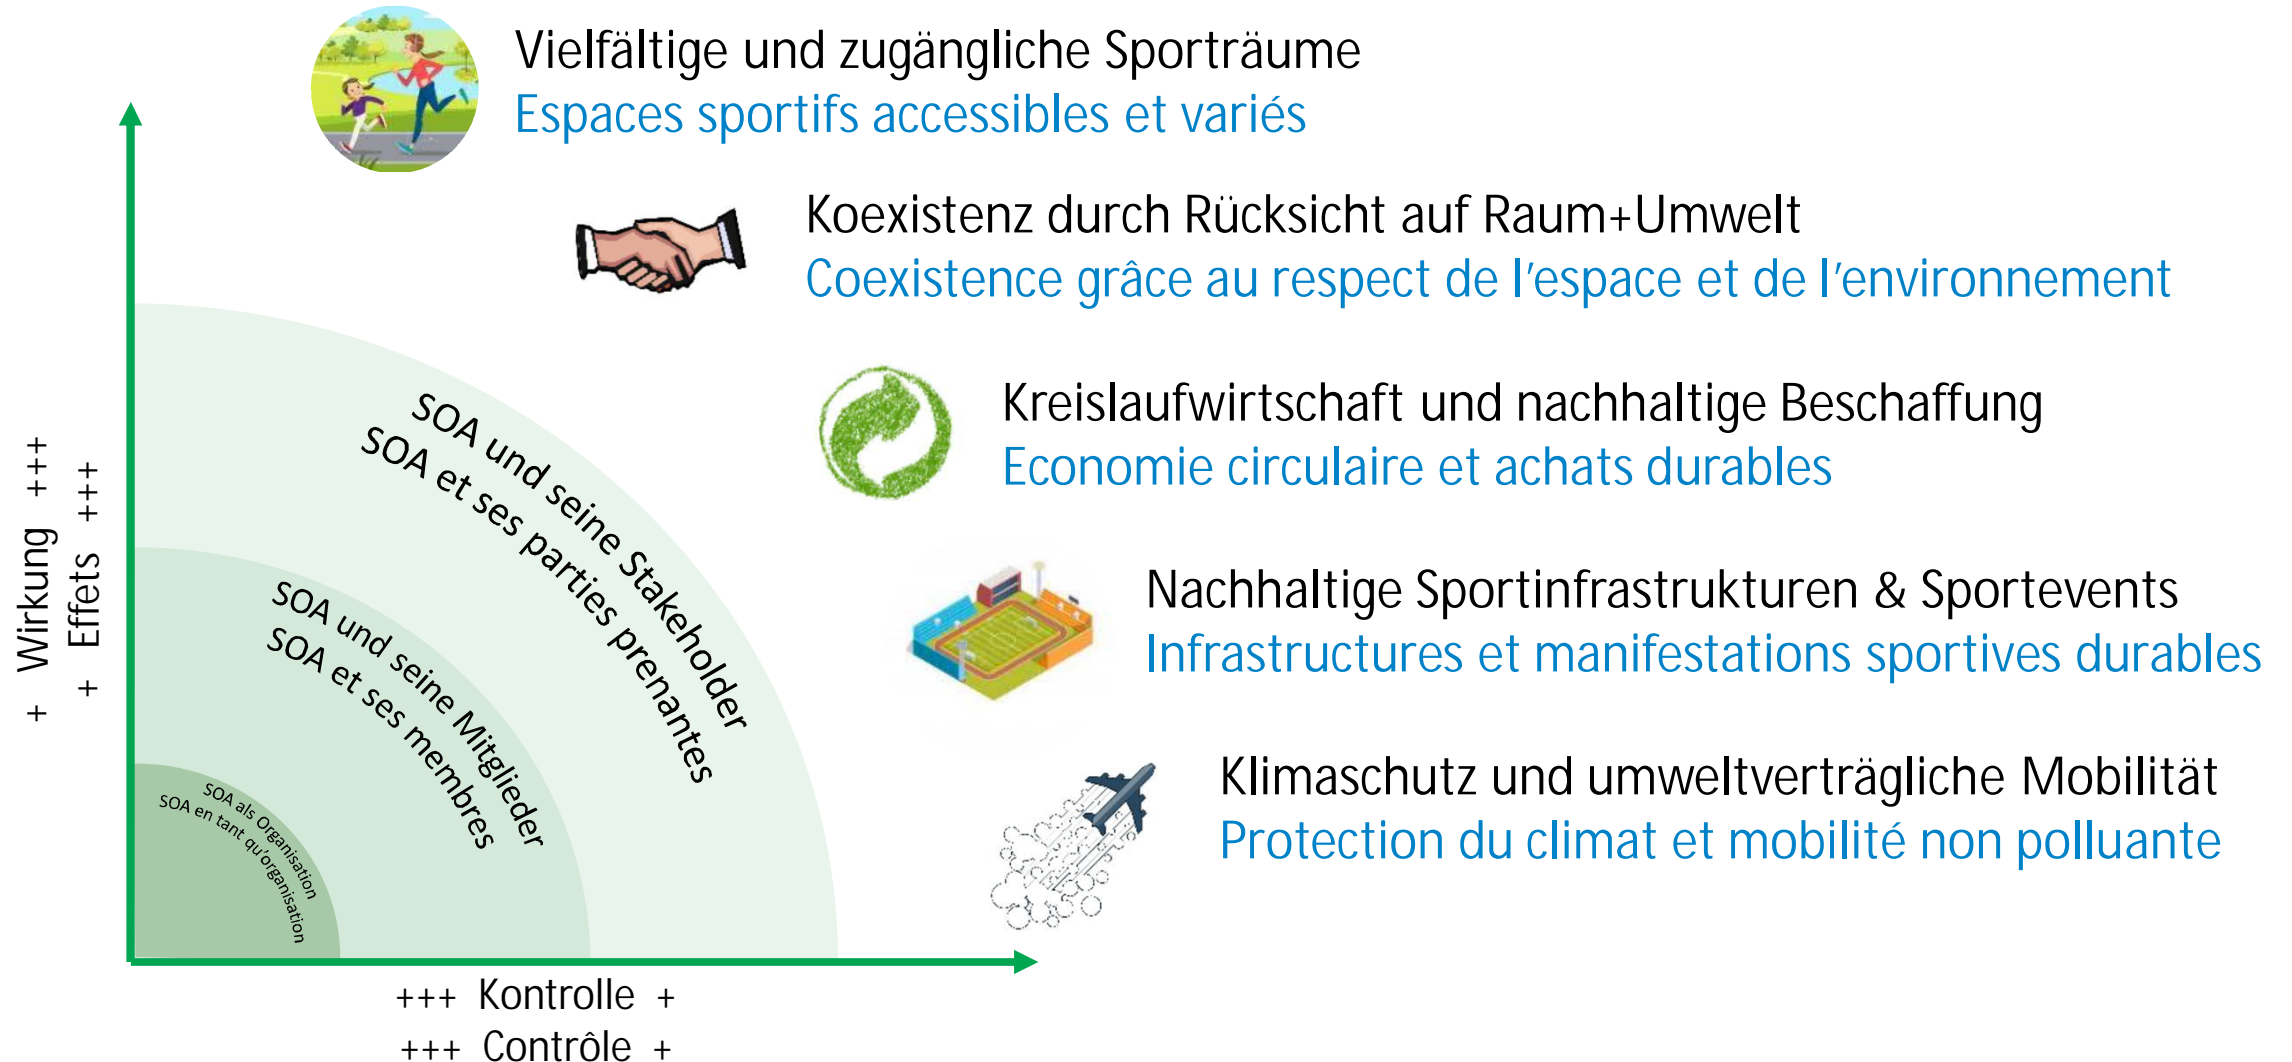 Vielfältige und zugängliche Sporträume
Espaces sportifs accessibles et variés
Koexistenz durch Rücksicht auf Raum+Umwelt
Coexistence grâce au respect de l'espace et de l'environnement
Kreislaufwirtschaft und nachhaltige Beschaffung
Economie circulaire et achats durables
Nachhaltige Sportinfrastrukturen & Sportevents
Infrastructures et manifestations sportives durables
Klimaschutz und umweltverträgliche Mobilität
Protection du climat et mobilité non polluante
SOA und seine Stakeholder
SOA et ses parties prenantes
SOA und seine Mitglieder
SOA et ses membres
SOA als Organisation
SOA en tant qu'organisation
+ Wirkung +++
+ Effets +++
+++ Kontrolle +
+++ Contrôle +